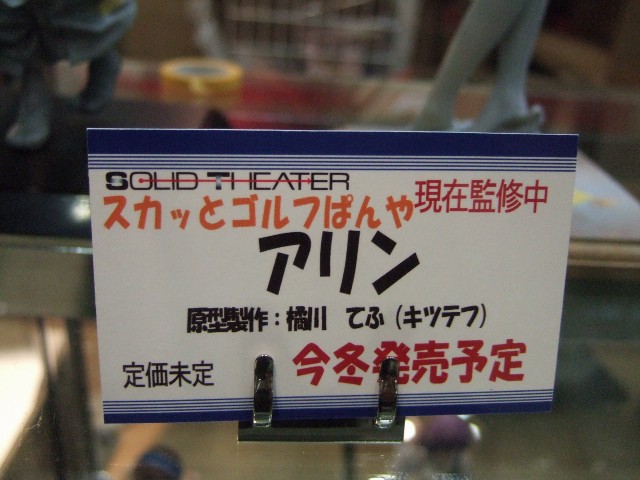 SOLID THEATER
スカッとゴルフぱんや 現在監修中
アリン
原型製作：橘川　てふ（キツテフ）
定価未定 今冬発売予定